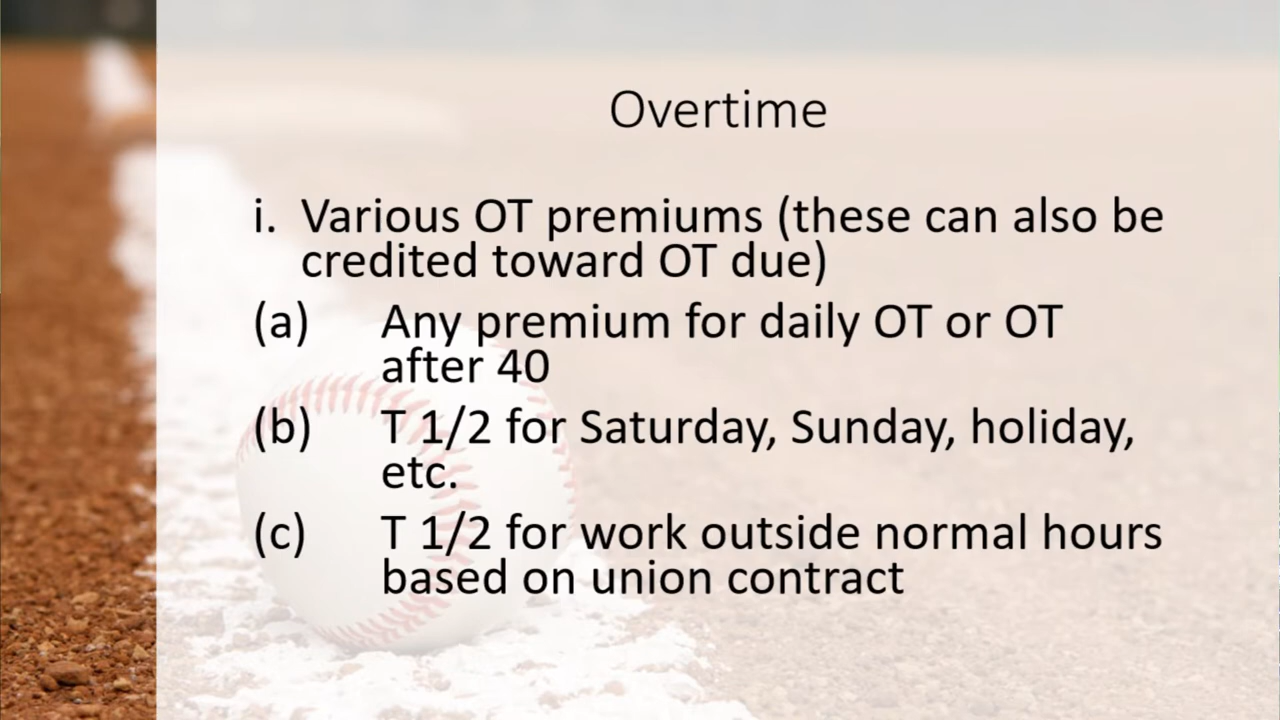 Overtime
i. Various OT premiums (these can also be
credited toward OT due)
(a) Any premium for daily OT or OT
after 40
(b) T 1/2 for Saturday, Sunday, holiday,
etc.
(c) T 1/2 for work outside normal hours
based on union contract